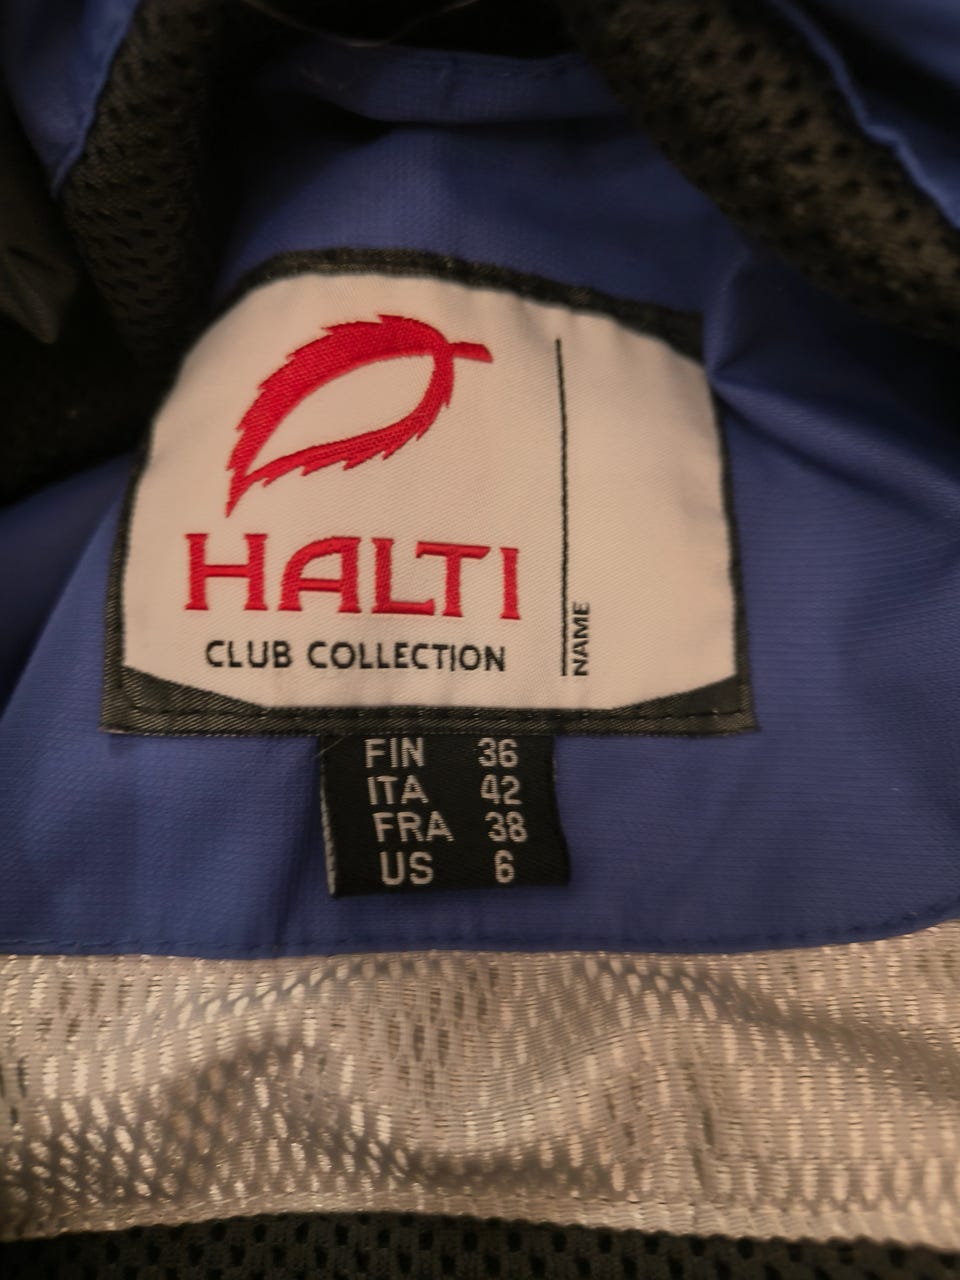 HALTI
CLUB COLLECTION
NAME
FIN 36
ITA 42
FRA 38
US 6